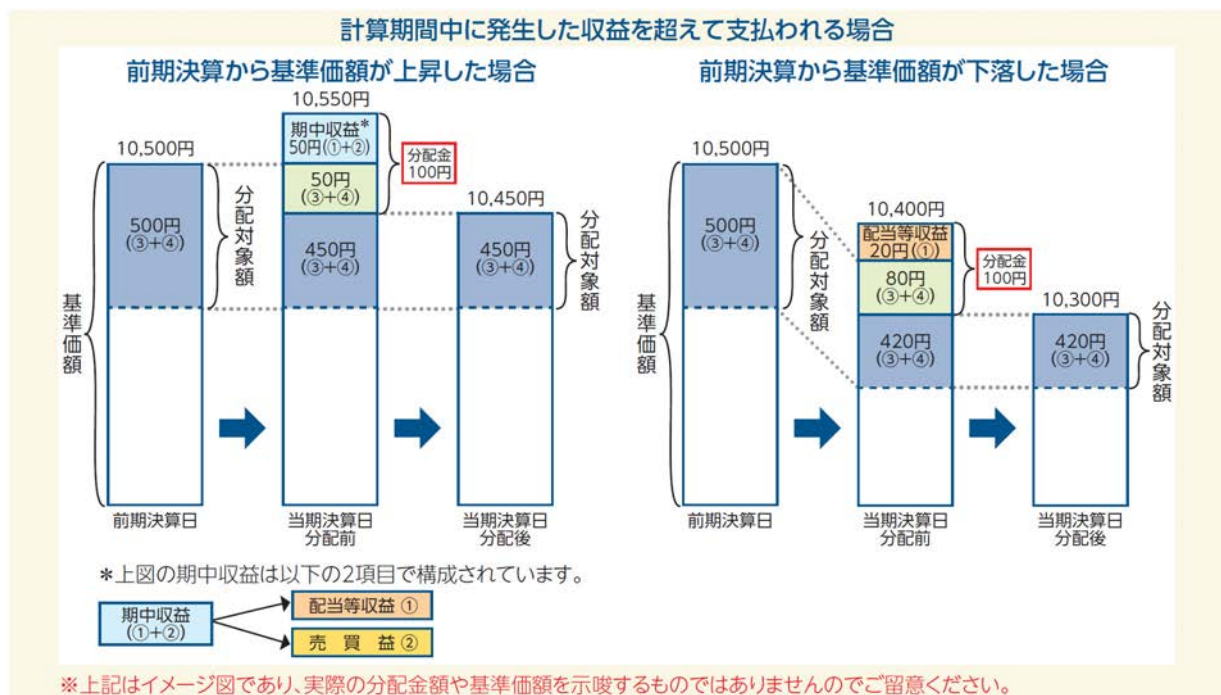 計算期間中に発生した収益を超えて支払われる場合
前期決算から基準価額が上昇した場合
10,550円
期中収益*
50円(①+②)
10,500円
分配金
100円
50円
(③+④)
10,450円
分配対象額
500円
(③+④)
450円
(③+④)
450円
(③+④)
分配対象額
基準価額
前期決算日
当期決算日
分配前
当期決算日
分配後
前期決算から基準価額が下落した場合
10,500円
500円
(③+④)
分配対象額
10,400円
配当等収益
20円(①)
分配金
100円
80円
(③+④)
10,300円
420円
(③+④)
420円
(③+④)
分配対象額
基準価額
前期決算日
当期決算日
分配前
当期決算日
分配後
*上図の期中収益は以下の2項目で構成されています。
期中収益
(①+②)
配当等収益 ①
売 買 益 ②
※上記はイメージ図であり、実際の分配金額や基準価額を示唆するものではありませんのでご留意ください。